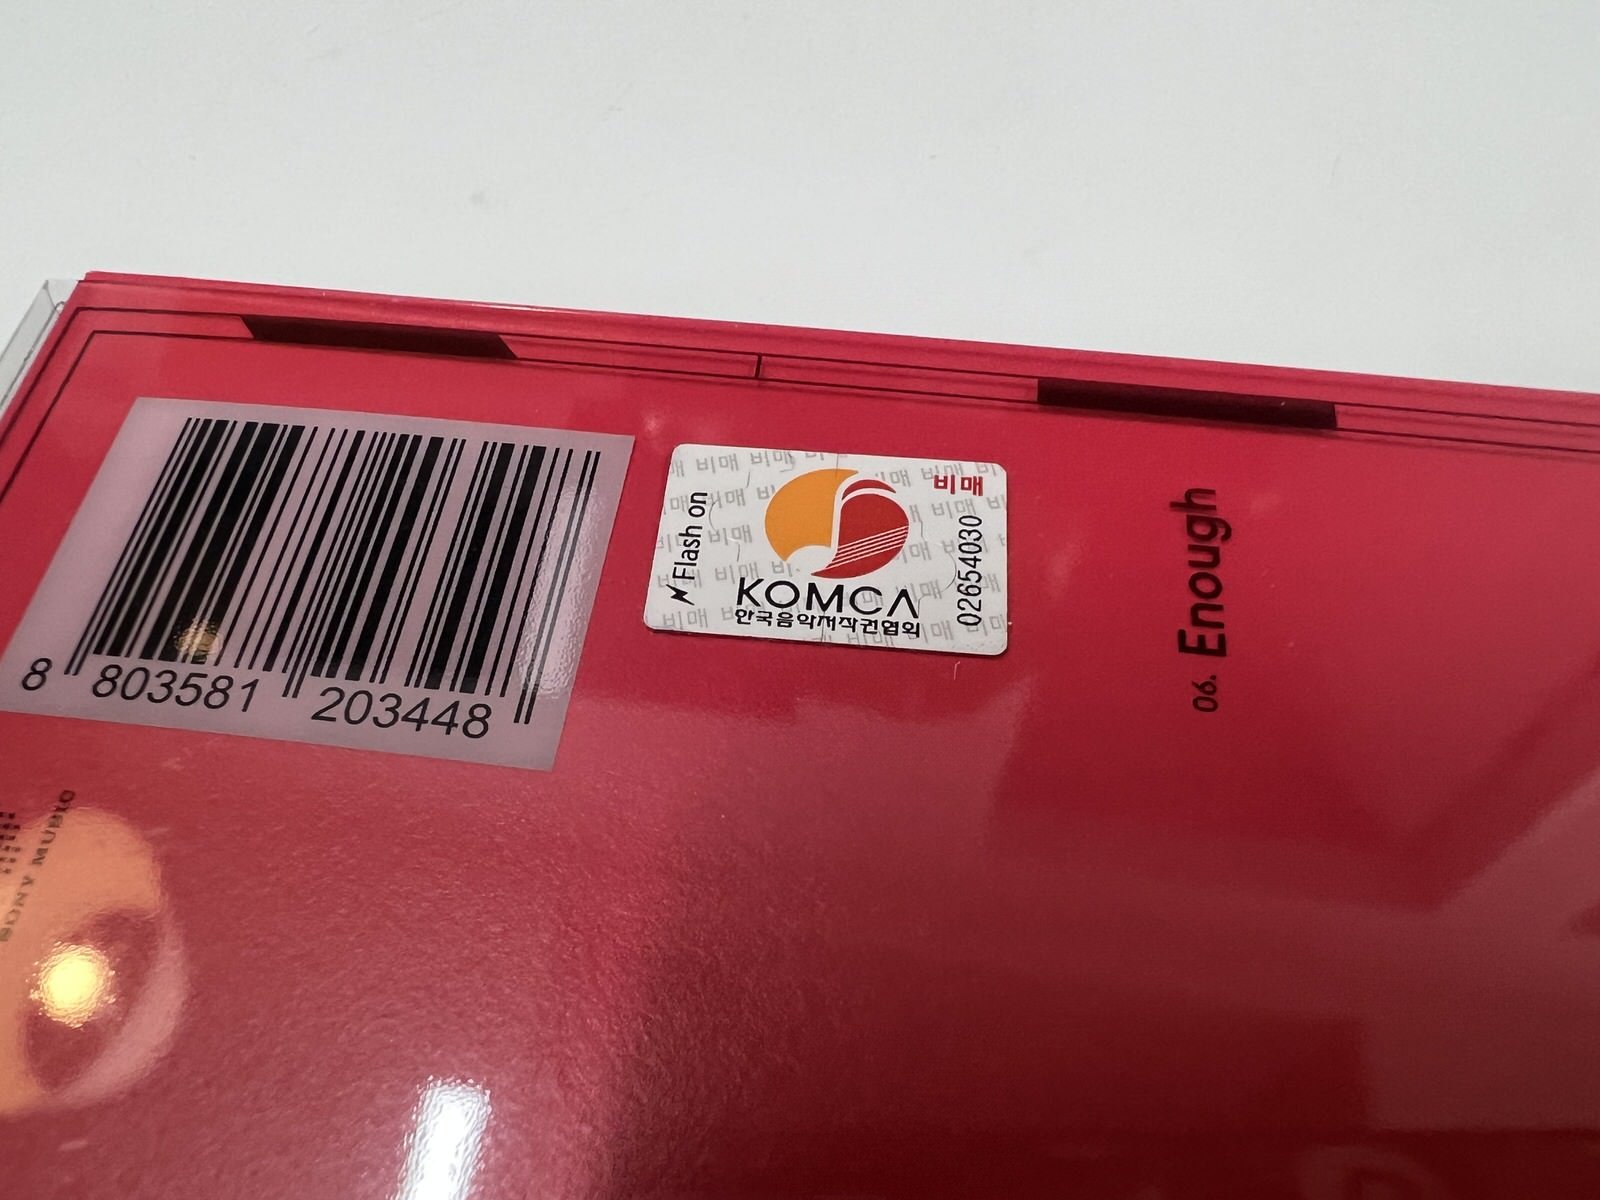 8 803581 203448
Flash on
비매
KOMCA
한국음악저작권협회
02654030
06. Enough
SONY MUSIC